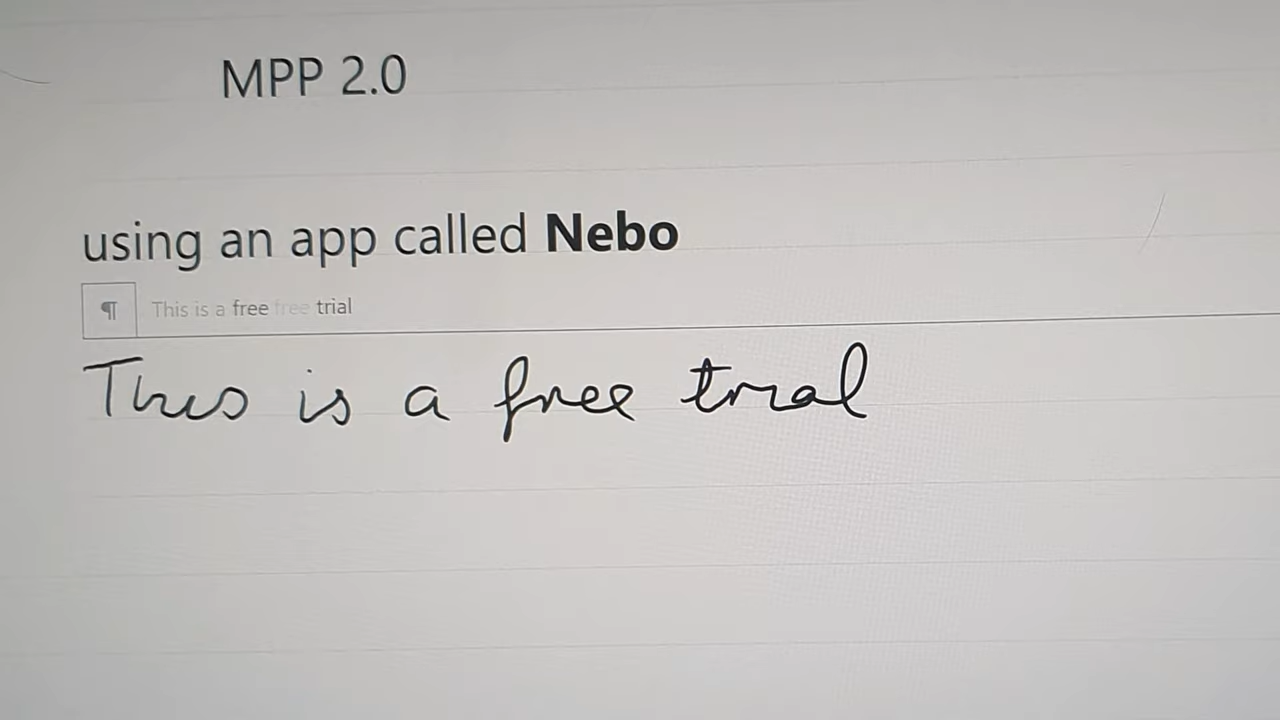 MPP 2.0
using an app called Nebo
¶ This is a free free trial
This is a free trial